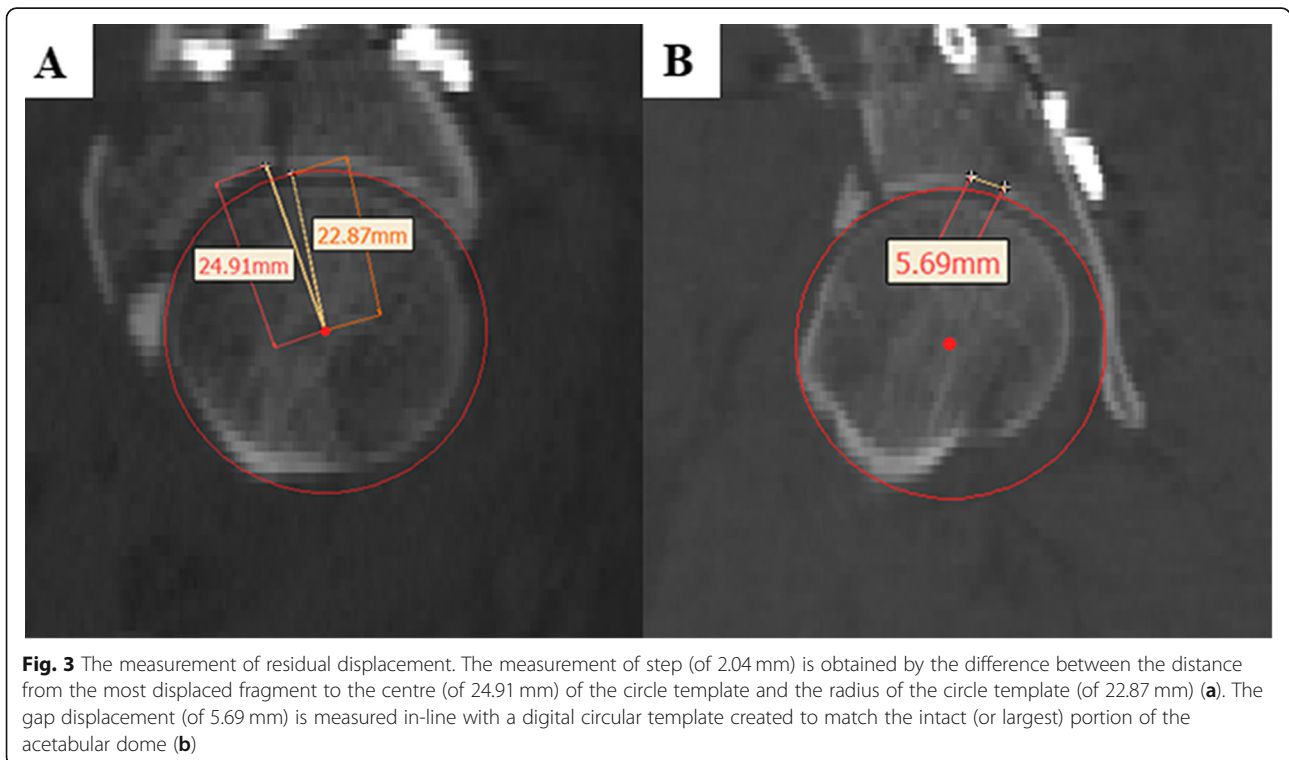 A
B
24.91mm
22.87mm
5.69mm
Fig. 3 The measurement of residual displacement. The measurement of step (of 2.04 mm) is obtained by the difference between the distance
from the most displaced fragment to the centre (of 24.91 mm) of the circle template and the radius of the circle template (of 22.87 mm) (a). The
gap displacement (of 5.69 mm) is measured in-line with a digital circular template created to match the intact (or largest) portion of the
acetabular dome (b)